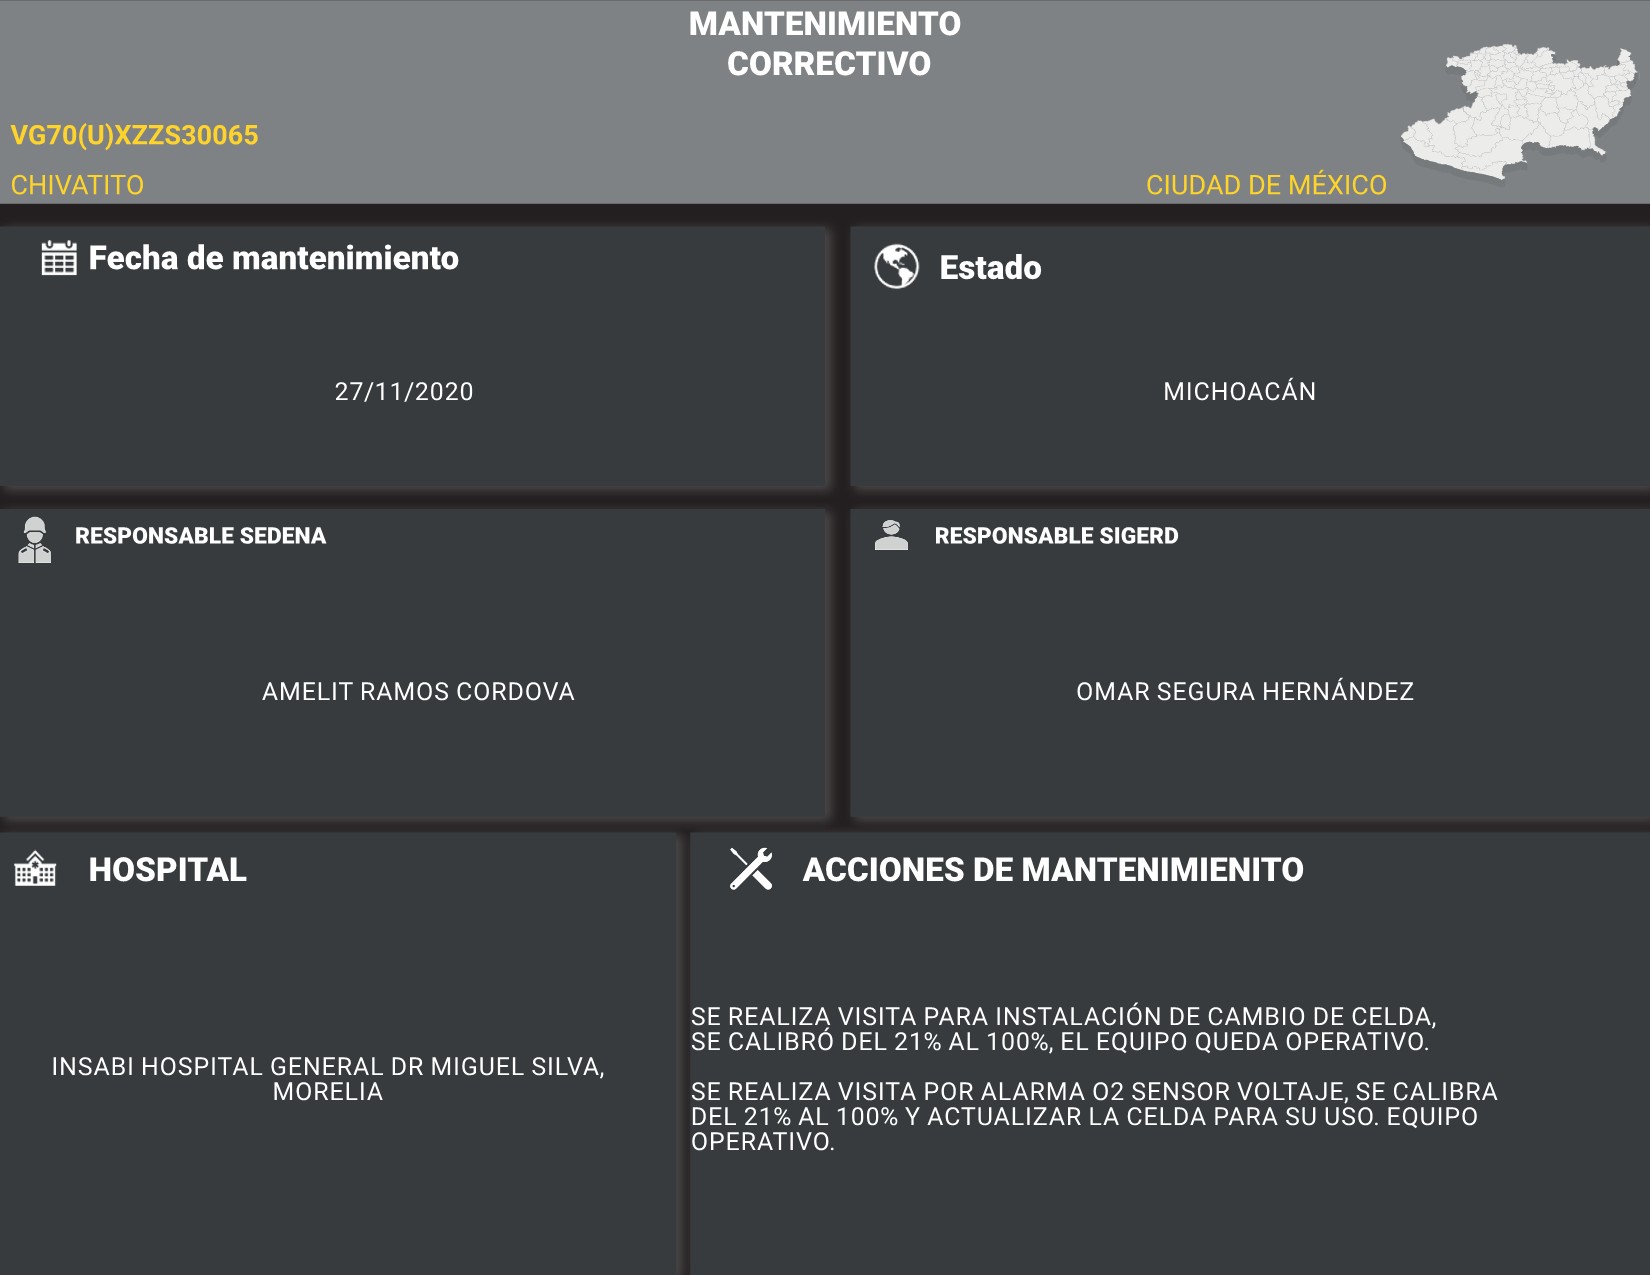 MANTENIMIENTO
CORRECTIVO
VG70(U)XZZS30065
CHIVATITO
CIUDAD DE MÉXICO
Fecha de mantenimiento
27/11/2020
Estado
MICHOACÁN
RESPONSABLE SEDENA
AMELIT RAMOS CORDOVA
RESPONSABLE SIGERD
OMAR SEGURA HERNÁNDEZ
HOSPITAL
INSABI HOSPITAL GENERAL DR MIGUEL SILVA,
MORELIA
ACCIONES DE MANTENIMIENITO
SE REALIZA VISITA PARA INSTALACIÓN DE CAMBIO DE CELDA,
SE CALIBRÓ DEL 21% AL 100%, EL EQUIPO QUEDA OPERATIVO.
SE REALIZA VISITA POR ALARMA O2 SENSOR VOLTAJE, SE CALIBRA
DEL 21% AL 100% Y ACTUALIZAR LA CELDA PARA SU USO. EQUIPO
OPERATIVO.